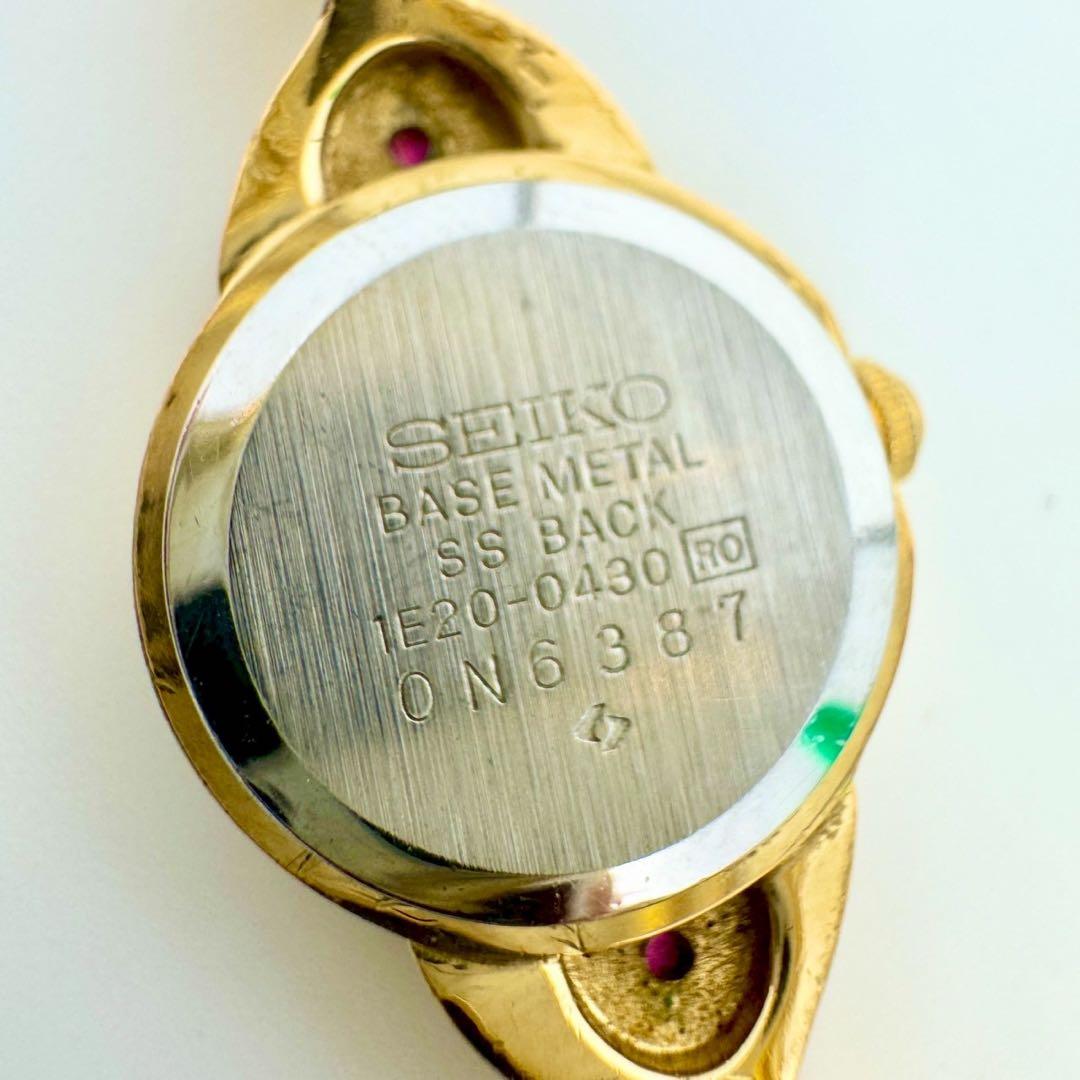 SEIKO
BASE METAL
SS BACK
1E20-0430 RO
0N6387